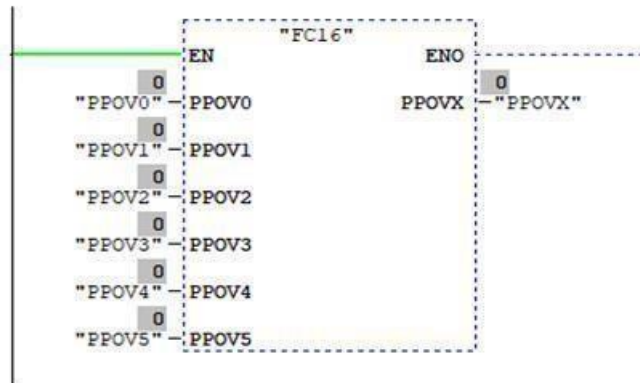 "FC16"
EN ENO
0 0
"PPOV0" PPOV0 PPOVX "PPOVX"
0
"PPOV1" PPOV1
0
"PPOV2" PPOV2
0
"PPOV3" PPOV3
0
"PPOV4" PPOV4
0
"PPOV5" PPOV5